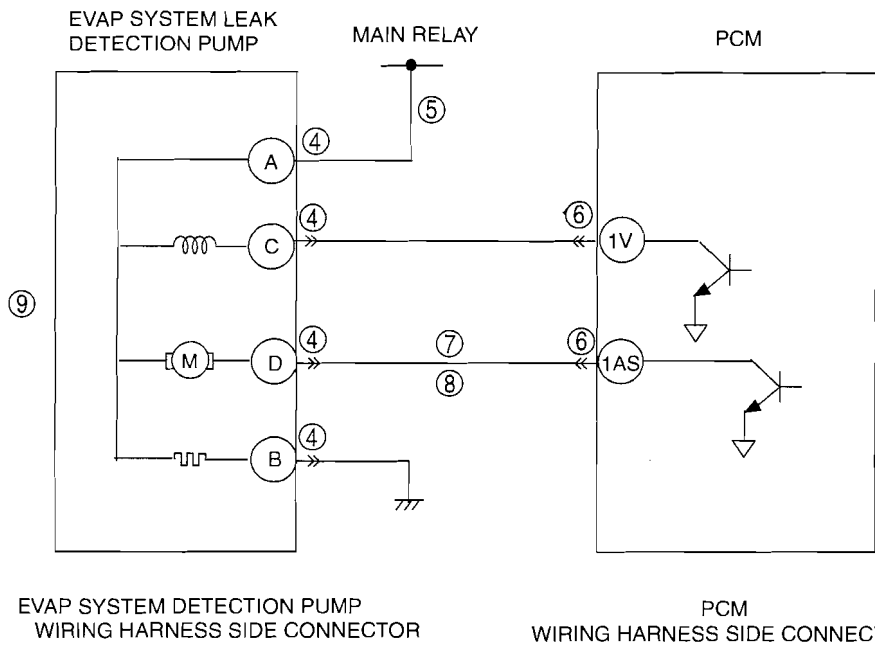 EVAP SYSTEM LEAK
DETECTION PUMP
MAIN RELAY
PCM
④
⑤
A
④
⑥
C
1V
⑨
④
⑦
⑥
M
D
1AS
⑧
④
B
EVAP SYSTEM DETECTION PUMP
WIRING HARNESS SIDE CONNECTOR
PCM
WIRING HARNESS SIDE CONNECT